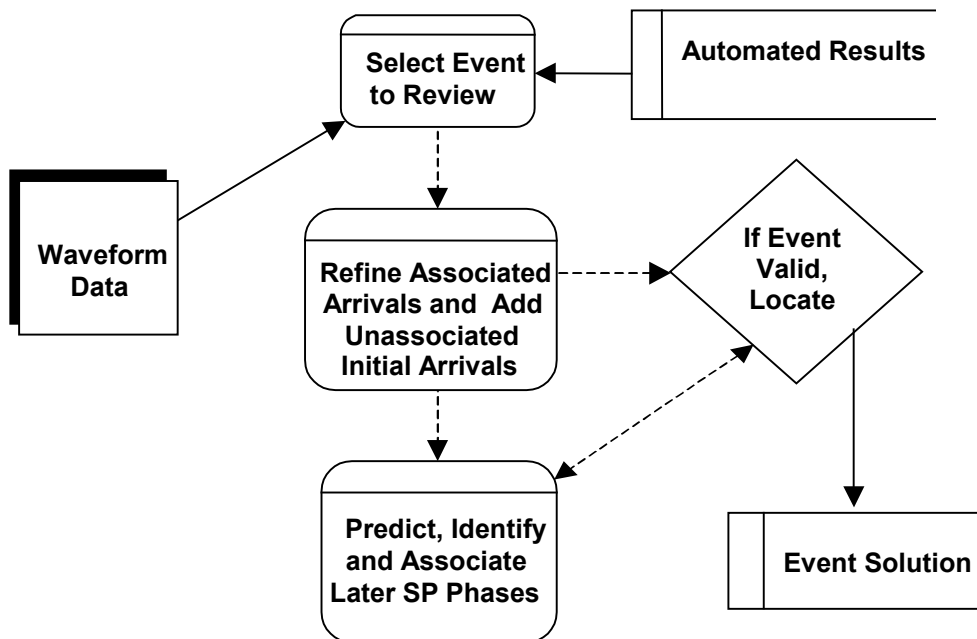 Select Event
to Review
Automated Results
Waveform
Data
Refine Associated
Arrivals and Add
Unassociated
Initial Arrivals
If Event
Valid,
Locate
Predict, Identify
and Associate
Later SP Phases
Event Solution